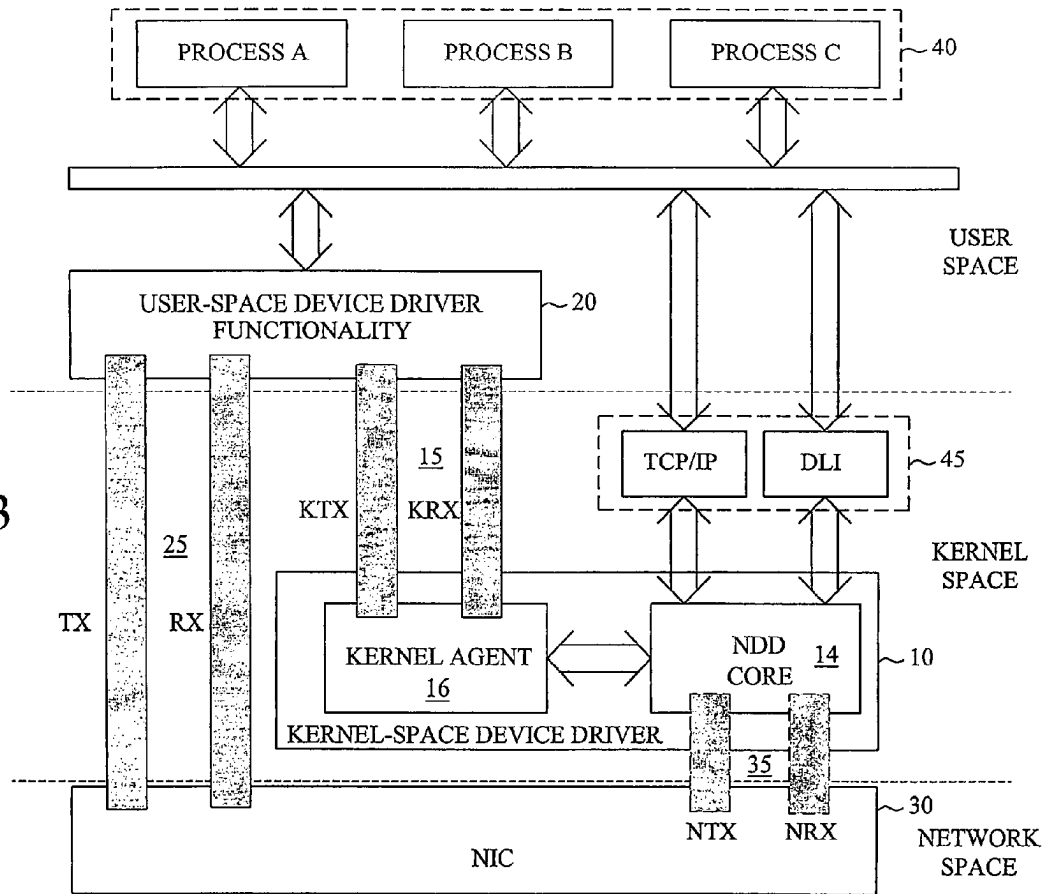 PROCESS A
PROCESS B
PROCESS C
40
USER
SPACE
USER-SPACE DEVICE DRIVER
FUNCTIONALITY
20
TCP/IP
DLI
45
15
KTX
KRX
3
25
KERNEL
SPACE
TX
RX
KERNEL AGENT
16
NDD
CORE
14
10
KERNEL-SPACE DEVICE DRIVER
35
30
NTX
NRX
NIC
NETWORK
SPACE